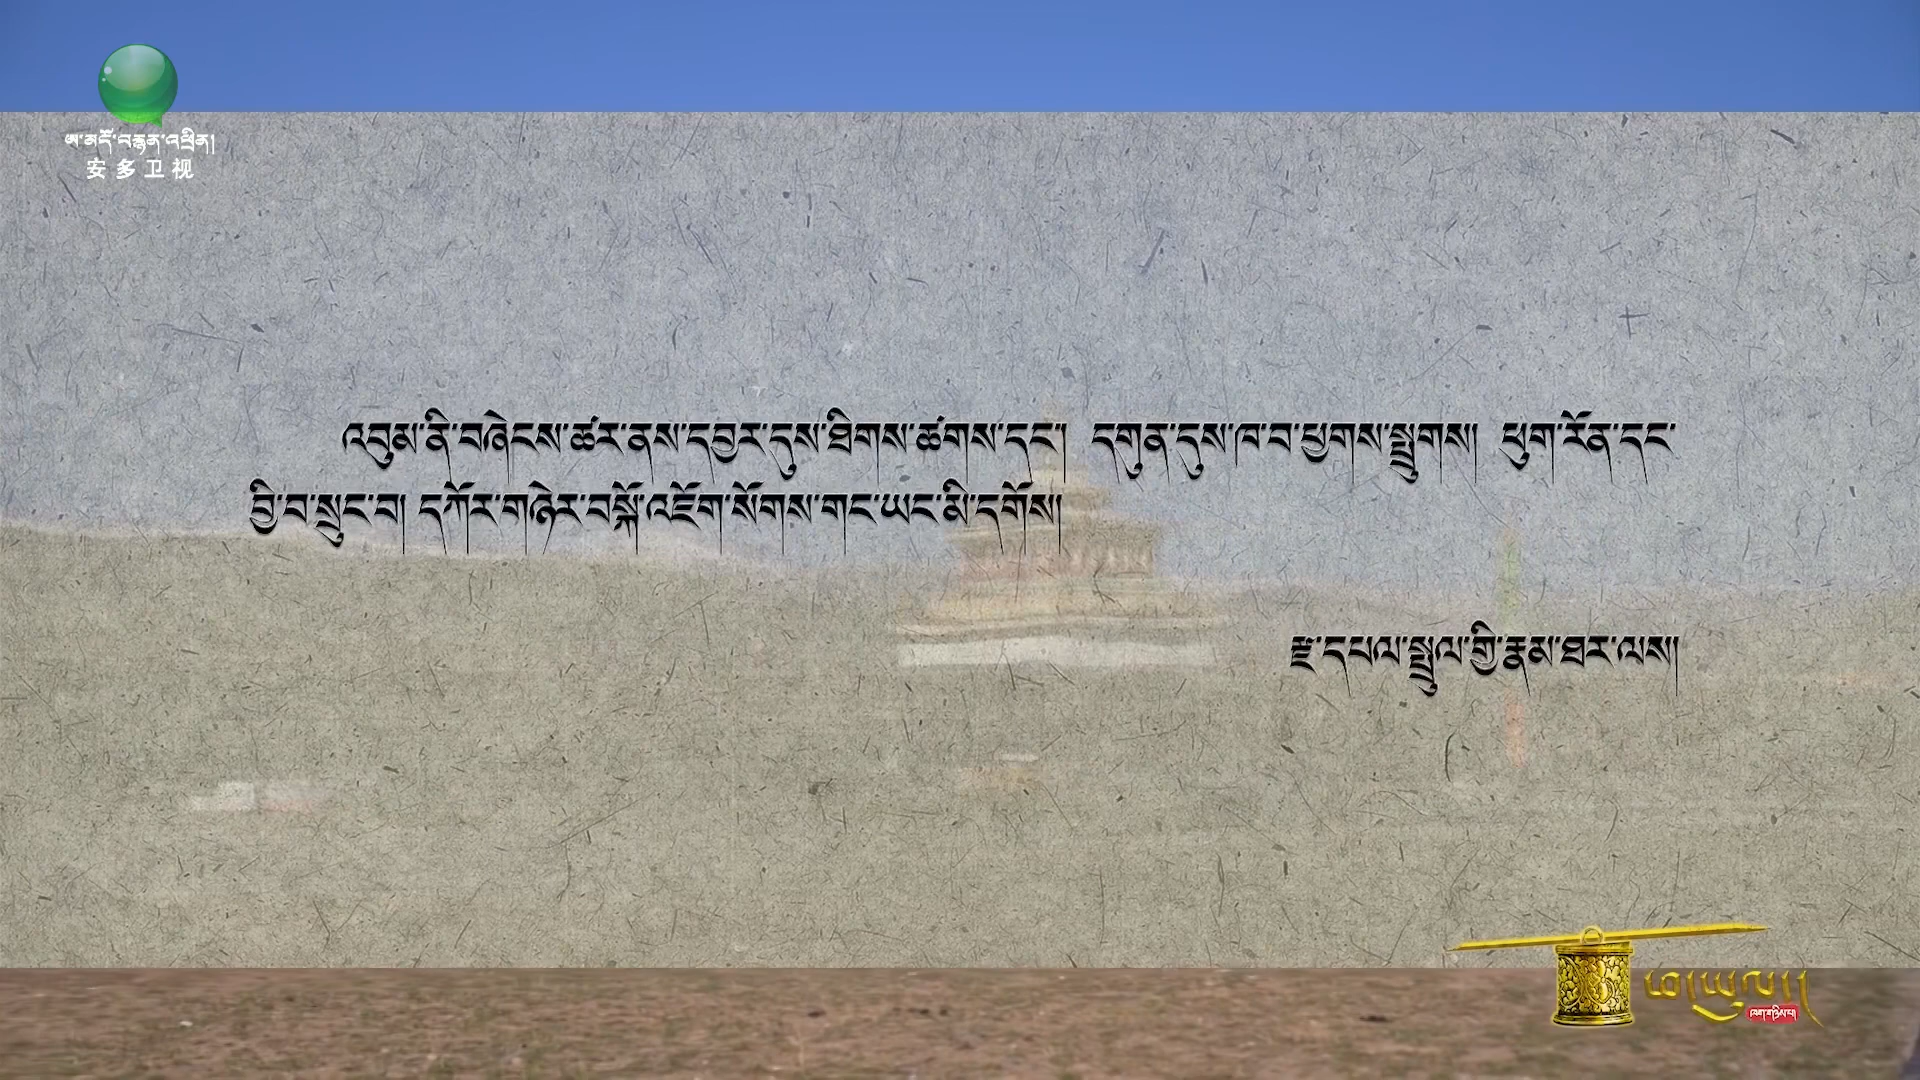 ཨ་མདོ་བརྙན་འཕྲིན།
安多卫视
འབུམ་ནི་བཞེངས་ཚར་ནས་དབྱར་དུས་ཐིགས་ཚགས་དང་། དགུན་དུས་ཁ་བ་ཕྱགས་སྤྲུགས། ཕུག་རོན་དང་
བྱི་བ་སྲུང་བ། དཀོར་གཉེར་བསྐོ་འཇོག་སོགས་གང་ཡང་མི་དགོས།
རྫ་དཔལ་སྤྲུལ་གྱི་རྣམ་ཐར་ལས།
ཕ་ཡུལ།